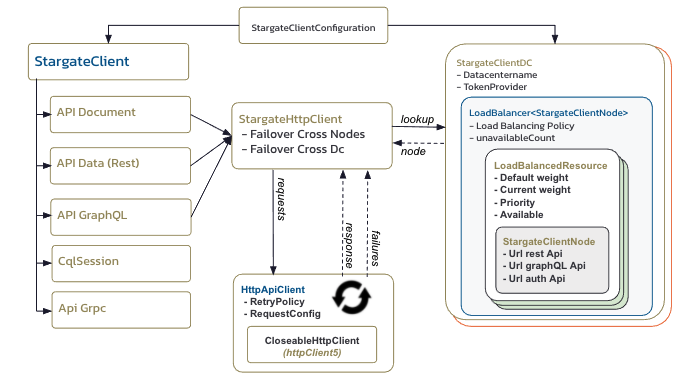 StargateClientConfiguration
StargateClient
API Document
API Data (Rest)
API GraphQL
CqlSession
Api Grpc
StargateHttpClient
- Failover Cross Nodes
- Failover Cross Dc
lookup
node
requests
response
failures
HttpApiClient
- RetryPolicy
- RequestConfig
CloseableHttpClient
(httpClient5)
StargateClientDC
- Datacentername
- TokenProvider
LoadBalancer<StargateClientNode>
- Load Balancing Policy
- unavailableCount
LoadBalancedResource
- Default weight
- Current weight
- Priority
- Available
StargateClientNode
- Url rest Api
- Url graphQL Api
- Url auth Api